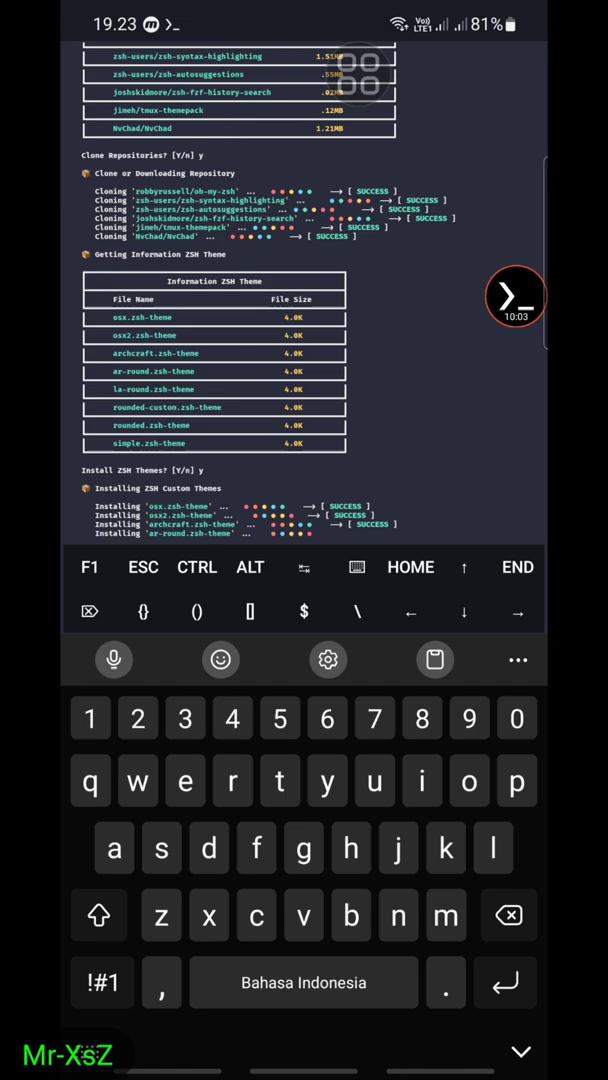 19.23 m >_ Vo) LTE1 81%
zsh-users/zsh-syntax-highlighting 1.51MB
zsh-users/zsh-autosuggestions .55MB
joshskidmore/zsh-fzf-history-search .02MB
jimeh/tmux-themepack .12MB
NvChad/NvChad 1.21MB
Clone Repositories? [Y/n] y
Clone or Downloading Repository
Cloning 'robbyrussell/oh-my-zsh' ... → [ SUCCESS ]
Cloning 'zsh-users/zsh-syntax-highlighting' ... → [ SUCCESS ]
Cloning 'zsh-users/zsh-autosuggestions' ... → [ SUCCESS ]
Cloning 'joshskidmore/zsh-fzf-history-search' ... → [ SUCCESS ]
Cloning 'jimeh/tmux-themepack' ... → [ SUCCESS ]
Cloning 'NvChad/NvChad' ... → [ SUCCESS ]
Getting Information ZSH Theme
Information ZSH Theme
File Name File Size
osx.zsh-theme 4.0K
osx2.zsh-theme 4.0K
archcraft.zsh-theme 4.0K
ar-round.zsh-theme 4.0K
la-round.zsh-theme 4.0K
rounded-custom.zsh-theme 4.0K
rounded.zsh-theme 4.0K
simple.zsh-theme 4.0K
>_
10:03
Install ZSH Themes? [Y/n] y
Installing ZSH Custom Themes
Installing 'osx.zsh-theme' ... → [ SUCCESS ]
Installing 'osx2.zsh-theme' ... → [ SUCCESS ]
Installing 'archcraft.zsh-theme' ... → [ SUCCESS ]
Installing 'ar-round.zsh-theme' ...
F1 ESC CTRL ALT ↹ HOME ↑ END
⌦ {} () [] $ \ ← ↓ →
1 2 3 4 5 6 7 8 9 0
q w e r t y u i o p
a s d f g h j k l
z x c v b n m
!#1 , Bahasa Indonesia .
Mr-XsZ